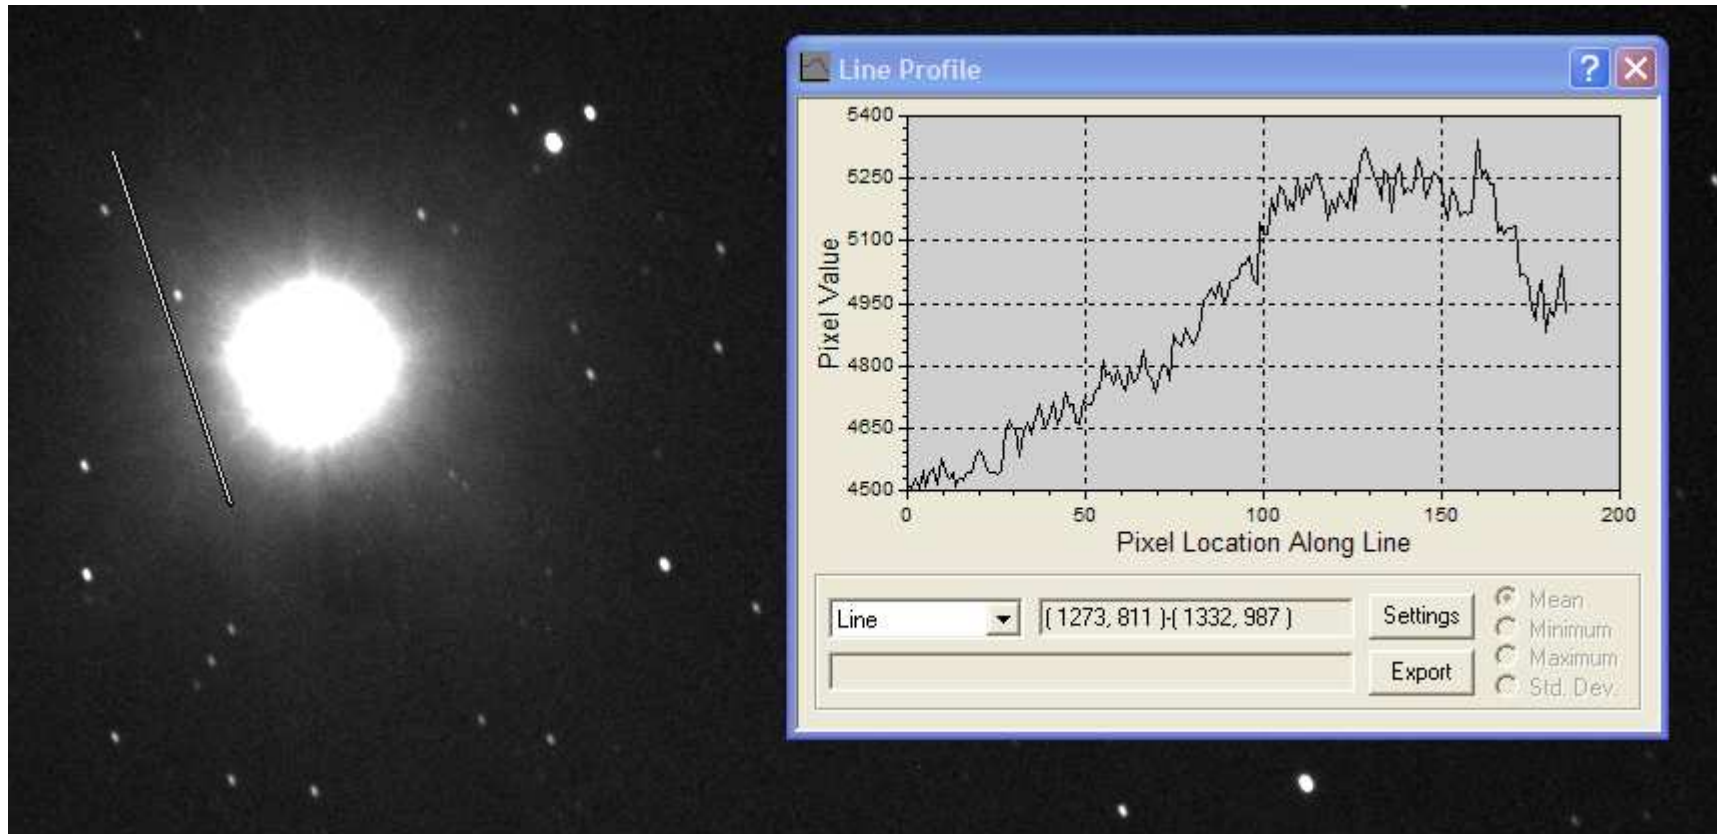 Line Profile
5400
5250
5100
4950
4800
4650
4500
Pixel Value
0 50 100 150 200
Pixel Location Along Line
Line
( 1273, 811 )-( 1332, 987 )
Settings
Export
Mean
Minimum
Maximum
Std. Dev.